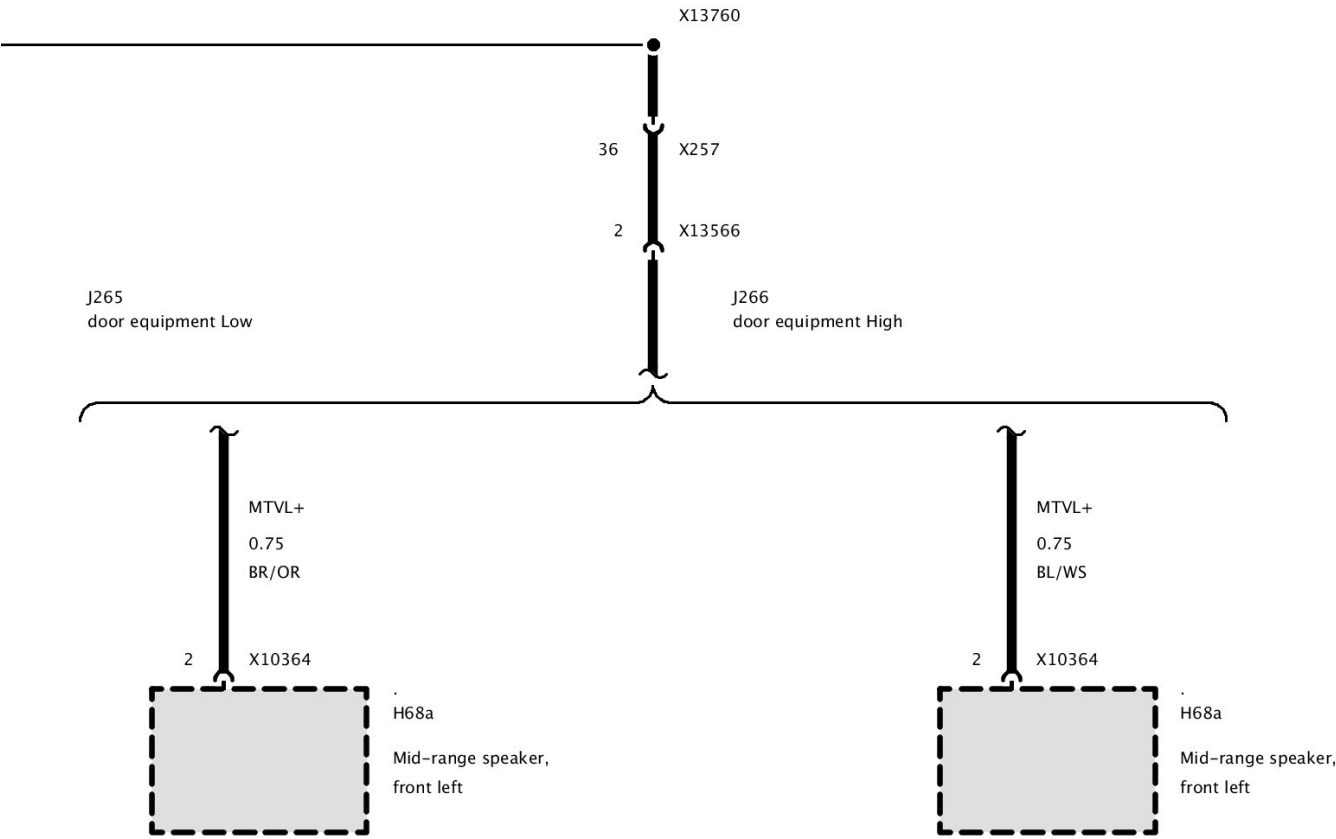 X13760
36
X257
2
X13566
J265
door equipment Low
J266
door equipment High
MTVL+
0.75
BR/OR
2
X10364
.
H68a
Mid-range speaker,
front left
MTVL+
0.75
BL/WS
2
X10364
.
H68a
Mid-range speaker,
front left